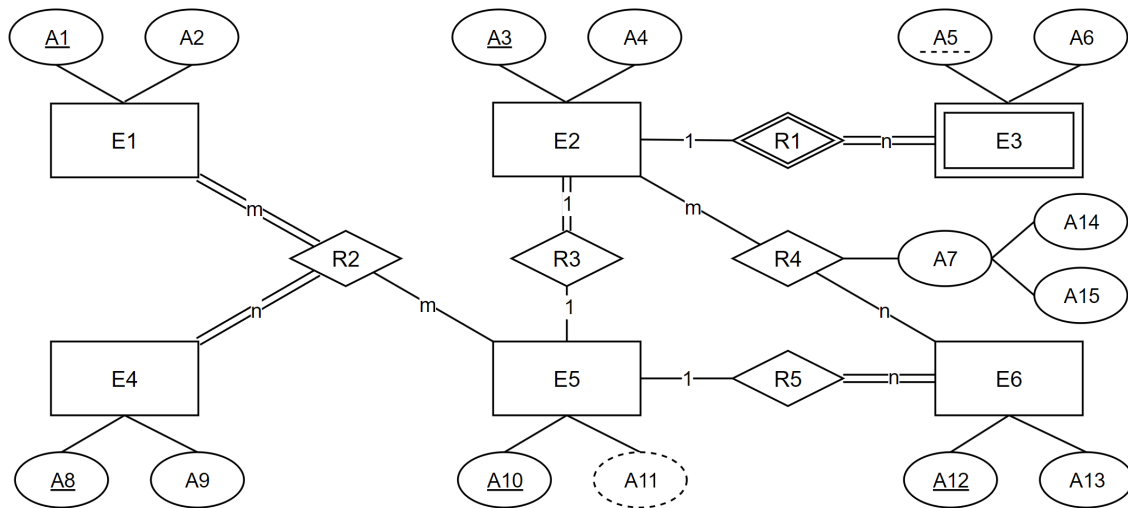 A1 A2 A3 A4 A5 A6
E1 E2 1 R1 n E3
m 1 m A14
R2 R3 R4 A7
n m 1 n A15
E4 E5 1 R5 n E6
A8 A9 A10 A11 A12 A13